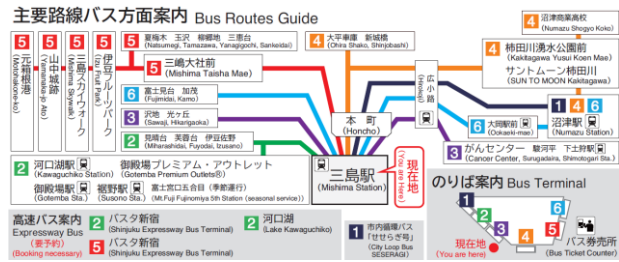 主要路線バス方面案内 Bus Routes Guide
5
元箱根港
(Motohakone-ko)
5
山中城跡
(Yamanakajo Ato)
5
三島スカイウォーク
(Mishima Skywalk)
5
伊豆フルーツパーク
(Izu Fruit Park)
5 夏梅木 玉沢 柳郷地 三恵台
(Natsumegi, Tamazawa, Yanagigochi, Sankeidai)
5 三嶋大社前
(Mishima Taisha Mae)
6 富士見台 加茂
(Fujimidai, Kamo)
3 沢地 光ヶ丘
(Sawaji, Hikarigaoka)
2 見晴台 芙蓉台 伊豆佐野
(Miharashidai, Fuyodai, Izusano)
4 大平車庫 新城橋
(Ohira Shako, Shinjobashi)
4 沼津商業高校
(Numazu Shogyo Koko)
4 柿田川湧水公園前
(Kakitagawa Yusui Koen Mae)
サントムーン柿田川
(SUN TO MOON Kakitagawa)
本町
(Honcho)
広小路
(Hirokoji)
1 4 6
沼津駅
(Numazu Station)
6 大岡駅前
(Ookaeki-mae)
3 がんセンター 駿河平 下土狩駅
(Cancer Center, Surugadaira, Shimotogari Sta.)
2 河口湖駅
(Kawaguchiko Station)
御殿場プレミアム・アウトレット
(Gotemba Premium Outlets®)
御殿場駅
(Gotemba Sta.)
裾野駅
(Susono Sta.)
富士宮口五合目(季節運行)
(Mt.Fuji Fujinomiya 5th Station (seasonal service))
三島駅
(Mishima Station)
現在地
(You are Here)
高速バス案内
Expressway Bus
(要予約)
(Booking necessary)
2 バスタ新宿
(Shinjuku Expressway Bus Terminal)
2 河口湖
(Lake Kawaguchiko)
5 バスタ新宿
(Shinjuku Expressway Bus Terminal)
1 市内循環バス
「せせらぎ号」
(City Loop Bus
SESERAGI)
のりば案内 Bus Terminal
1
2
3
4
5
6
現在地
(You are here)
バス券売所
(Bus Ticket Counter)